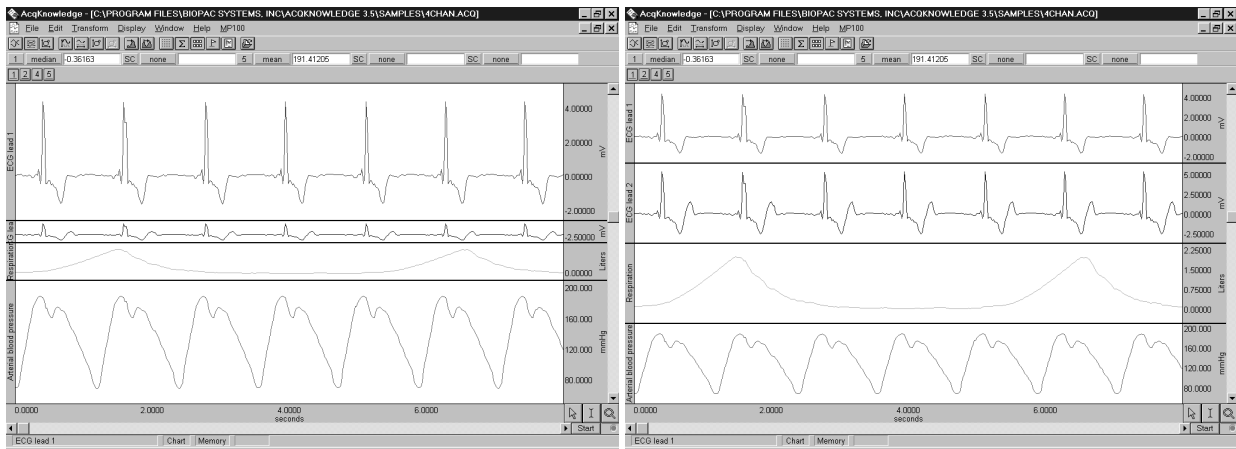 AcqKnowledge - [C:\PROGRAM FILES\BIOPAC SYSTEMS, INC\ACQKNOWLEDGE 3.5\SAMPLES\4CHAN.ACQ]
File Edit Transform Display Window Help MP100
1 median -0.36163 SC none 5 mean 191.41205 SC none SC none
1 2 4 5
ECG lead 1
4.00000
2.00000
0.00000
-2.00000
mV
G lea
-2.50000
mV
Respiration
0.00000
Liters
Arterial blood pressure
200.000
160.000
120.000
80.0000
mmHg
0.0000 2.0000 4.0000 6.0000
seconds
Start
ECG lead 1 Chart Memory
AcqKnowledge - [C:\PROGRAM FILES\BIOPAC SYSTEMS, INC\ACQKNOWLEDGE 3.5\SAMPLES\4CHAN.ACQ]
File Edit Transform Display Window Help MP100
1 median -0.36163 SC none 5 mean 191.41205 SC none SC none
1 2 4 5
ECG lead 1
4.00000
2.00000
0.00000
-2.00000
mV
ECG lead 2
5.00000
2.50000
0.00000
-2.50000
mV
Respiration
2.25000
1.50000
0.75000
0.00000
Liters
Arterial blood pressure
200.000
160.000
120.000
80.0000
mmHg
0.0000 2.0000 4.0000 6.0000
seconds
Start
ECG lead 1 Chart Memory